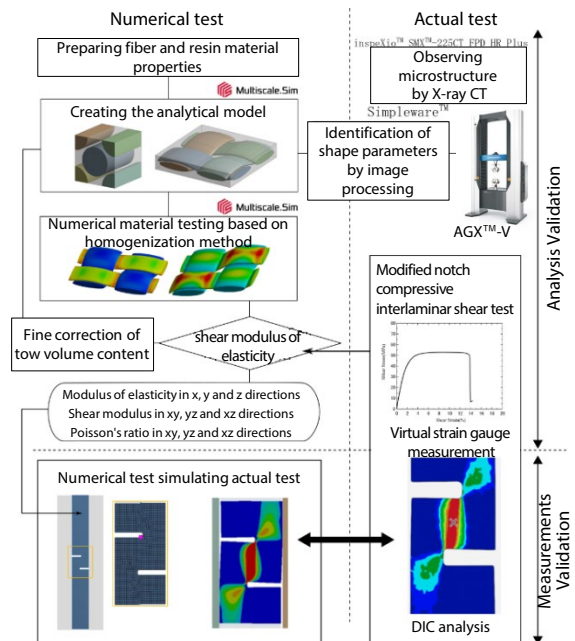 Numerical test
Actual test
Preparing fiber and resin material
properties
inspeXio™ SMX™-225CT FPD HR Plus
Observing
microstructure
by X-ray CT
Multiscale.Sim
Creating the analytical model
Simpleware™
Identification of
shape parameters
by image
processing
AGX™-V
Multiscale.Sim
Numerical material testing based on
homogenization method
Analysis Validation
Modified notch
compressive
interlaminar shear test
Fine correction of
tow volume content
shear modulus of
elasticity
Shear Strain(%)
Modulus of elasticity in x, y and z directions
Shear modulus in xy, yz and xz directions
Poisson's ratio in xy, yz and xz directions
Virtual strain gauge
measurement
Numerical test simulating actual test
DIC analysis
Measurements
Validation